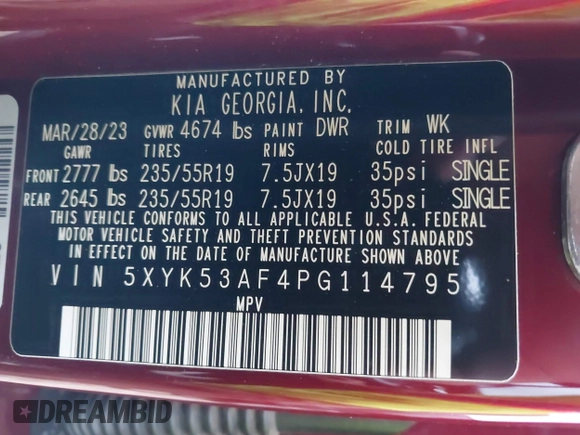 MANUFACTURED BY
KIA GEORGIA, INC.
MAR/28/23 GVWR 4674 lbs PAINT DWR TRIM WK
GAWR TIRES RIMS COLD TIRE INFL
FRONT 2777 lbs 235/55R19 7.5JX19 35psi SINGLE
REAR 2645 lbs 235/55R19 7.5JX19 35psi SINGLE
THIS VEHICLE CONFORMS TO ALL APPLICABLE U.S.A. FEDERAL
MOTOR VEHICLE SAFETY AND THEFT PREVENTION STANDARDS
IN EFFECT ON THE DATE OF MANUFACTURE SHOWN ABOVE
VIN 5XYK53AF4PG114795
MPV
DREAMBID